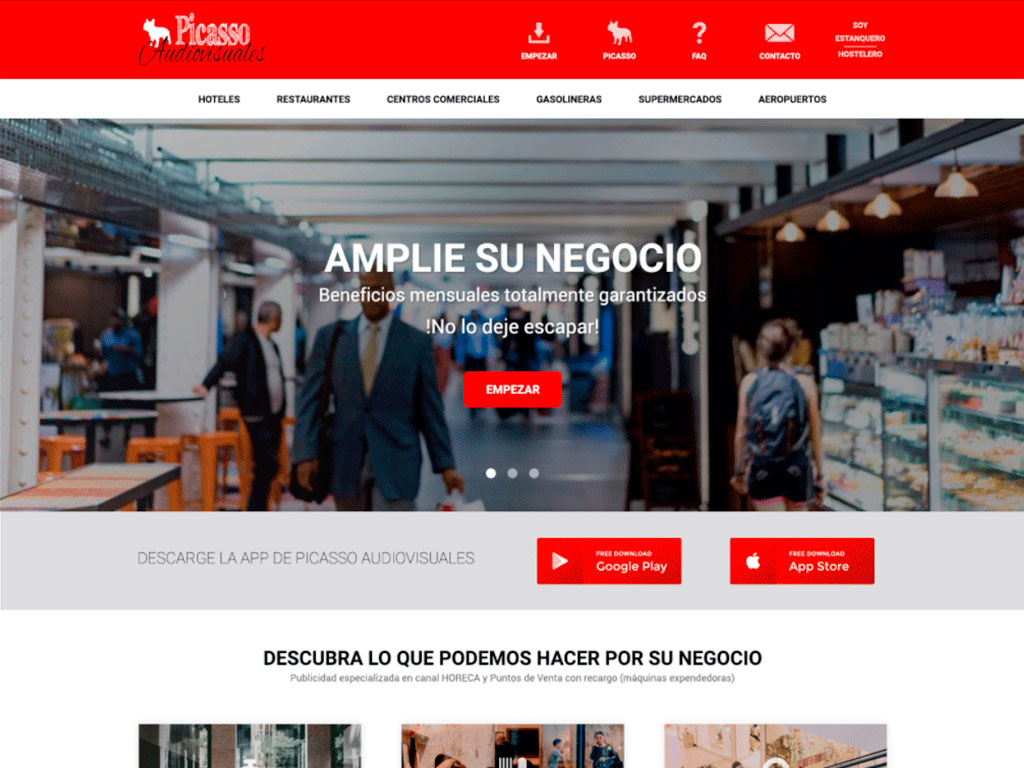 Picasso
Audiovisuales
EMPEZAR
PICASSO
FAQ
CONTACTO
SOY
ESTANQUERO
HOSTELERO
HOTELES
RESTAURANTES
CENTROS COMERCIALES
GASOLINERAS
SUPERMERCADOS
AEROPUERTOS
AMPLIE SU NEGOCIO
Beneficios mensuales totalmente garantizados
!No lo deje escapar!
EMPEZAR
DESCARGE LA APP DE PICASSO AUDIOVISUALES
FREE DOWNLOAD
Google Play
FREE DOWNLOAD
App Store
DESCUBRA LO QUE PODEMOS HACER POR SU NEGOCIO
Publicidad especializada en canal HORECA y Puntos de Venta con recargo (máquinas expendedoras)